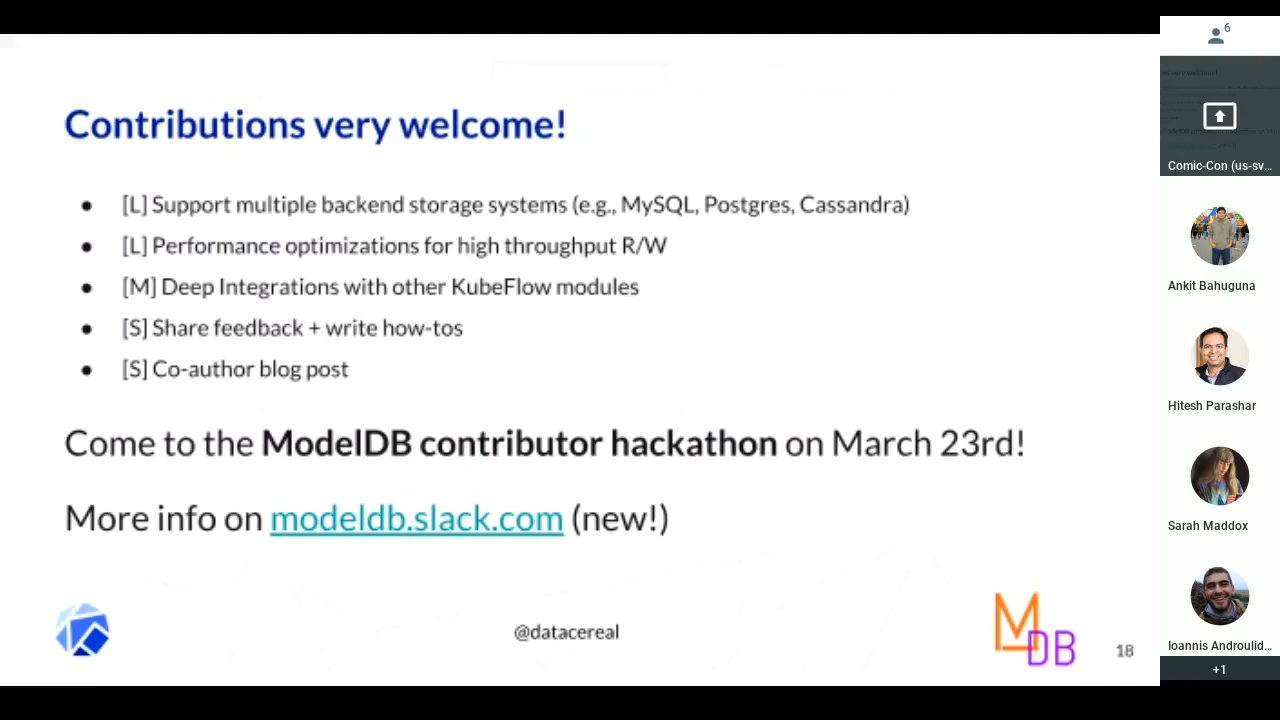 Contributions very welcome!
● [L] Support multiple backend storage systems (e.g., MySQL, Postgres, Cassandra)
● [L] Performance optimizations for high throughput R/W
● [M] Deep Integrations with other KubeFlow modules
● [S] Share feedback + write how-tos
● [S] Co-author blog post
Come to the ModelDB contributor hackathon on March 23rd!
More info on modeldb.slack.com (new!)
@datacereal
M
DB
18
6
Comic-Con (us-sv...
Ankit Bahuguna
Hitesh Parashar
Sarah Maddox
Ioannis Androulid...
+1